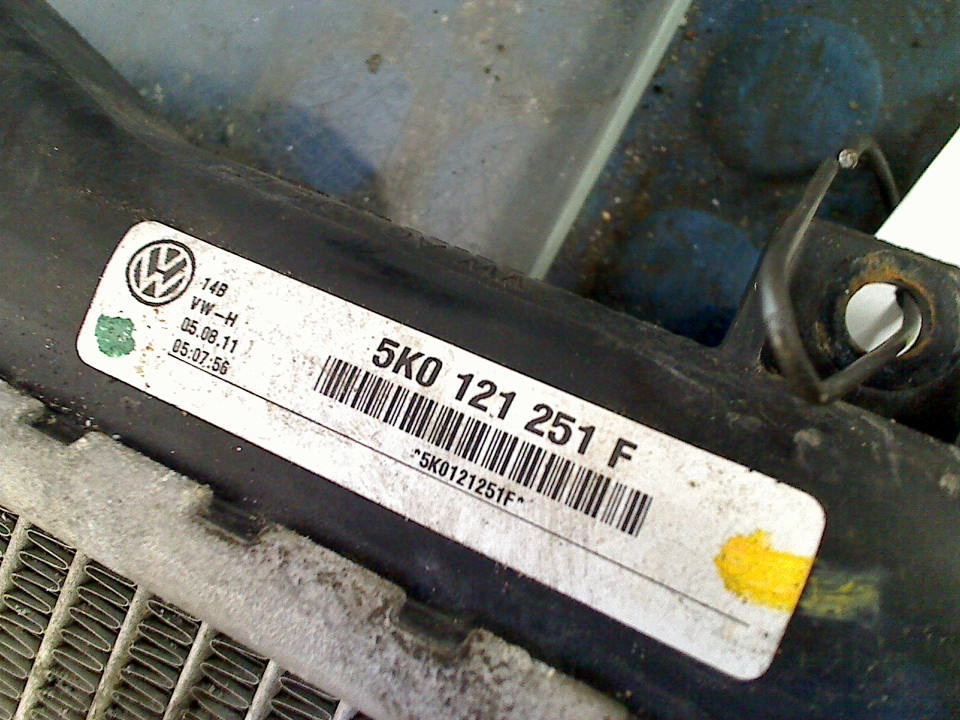 14B
VW-H
05.08.11
05:07:56
5K0 121 251 F
*5K0121251F*